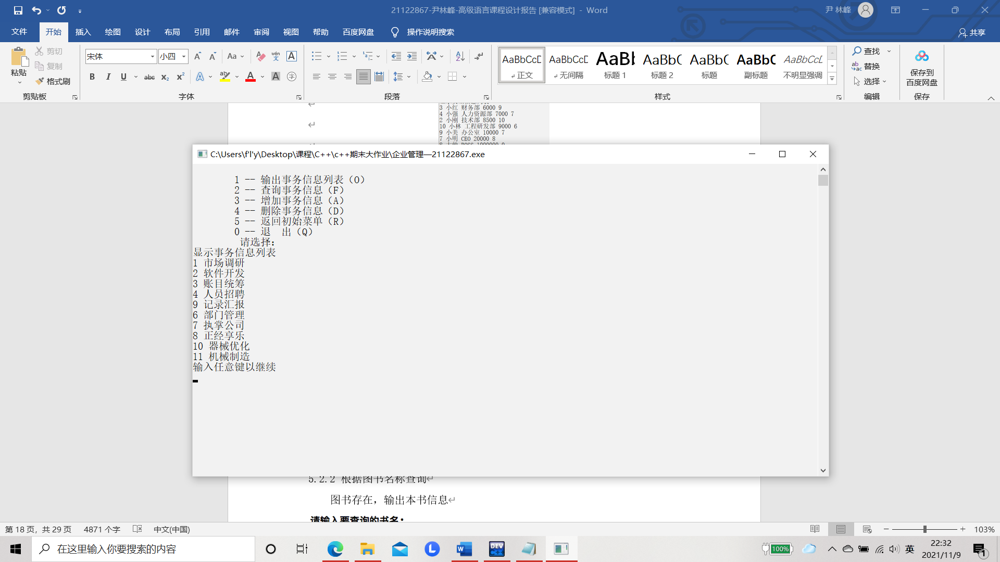 21122867-尹林峰-高级语言课程设计报告 [兼容模式] - Word
尹 林峰
文件 开始 插入 绘图 设计 布局 引用 邮件 审阅 视图 帮助 百度网盘 操作说明搜索 共享
粘贴 剪切 复制 格式刷 剪贴板
宋体 小四 字体
段落
AaBbCcD 正文
AaBbCcD 无间隔
AaBl 标题 1
AaBbC 标题 2
AaBbC 标题
AaBbC 副标题
AaBbCcD 不明显强调
样式
查找 替换 选择 编辑
保存到 百度网盘 保存
3 小红 财务部 6000 9
4 小强 人力资源部 7000 7
2 小刚 技术部 8500 10
10 小林 工程研发部 9000 6
9 小美 办公室 10000 7
7 小明 CEO 20000 8
C:\Users\f'l'y\Desktop\课程\C++\c++期末大作业\企业管理—21122867.exe
1 -- 输出事务信息列表（O）
2 -- 查询事务信息（F）
3 -- 增加事务信息（A）
4 -- 删除事务信息（D）
5 -- 返回初始菜单（R）
0 -- 退 出（Q）
请选择：
显示事务信息列表
1 市场调研
2 软件开发
3 账目统筹
4 人员招聘
9 记录汇报
6 部门管理
7 执掌公司
8 正经享乐
10 器械优化
11 机械制造
输入任意键以继续
5.2.2 根据图书名称查询
图书存在，输出本书信息
请输入要查询的书名：
第 18 页，共 29 页 4871 个字 中文(中国) 103%
在这里输入你要搜索的内容
100% 英 22:32
2021/11/9 1